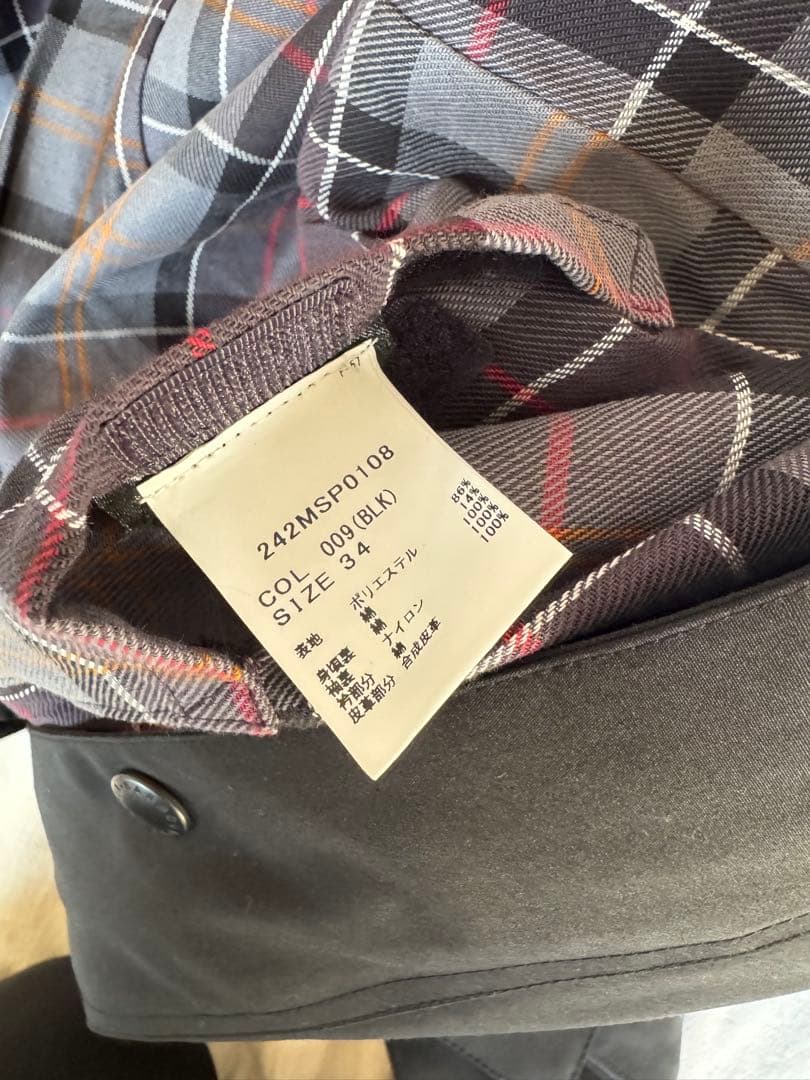 242MSP0108
COL 009(BLK)
SIZE 34
表地 ポリエステル 86%
綿 14%
身頃裏 綿 100%
袖裏 ナイロン 100%
衿部分 綿 100%
皮革部分 合成皮革